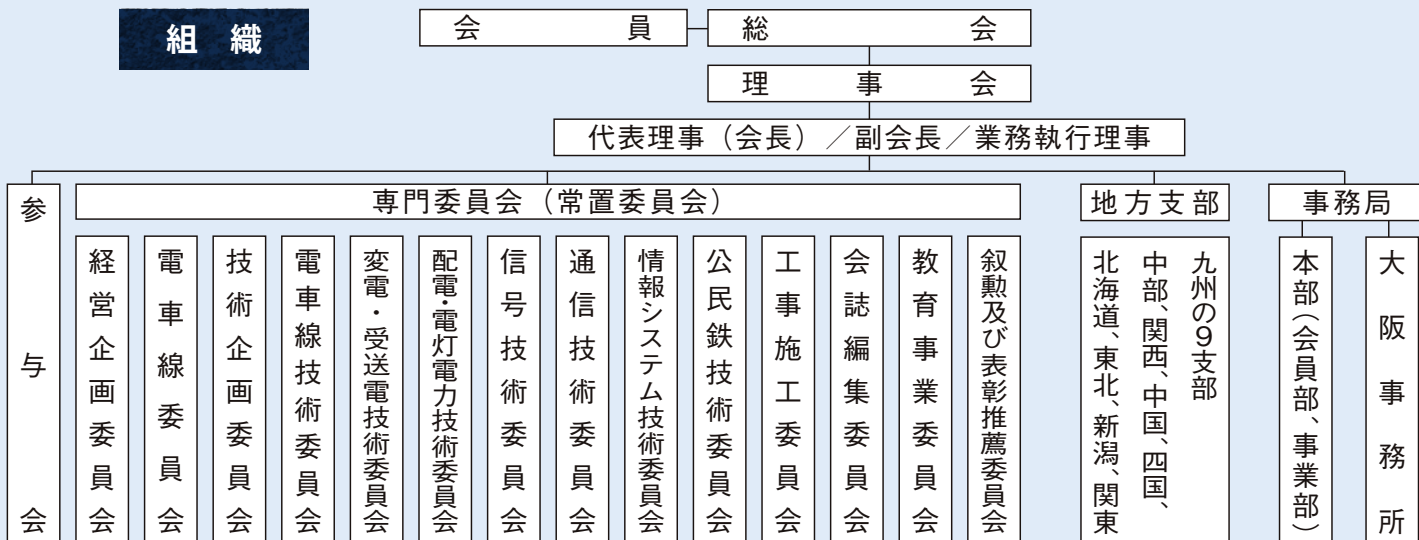 組織
会員
総会
理事会
代表理事（会長）／副会長／業務執行理事
参与会
専門委員会（常置委員会）
経営企画委員会
電車線委員会
技術企画委員会
電車線技術委員会
変電・受送電技術委員会
配電・電灯電力技術委員会
信号技術委員会
通信技術委員会
情報システム技術委員会
公民鉄技術委員会
工事施工委員会
会誌編集委員会
教育事業委員会
叙勲及び表彰推薦委員会
地方支部
北海道、東北、新潟、関東
中部、関西、中国、四国、
九州の9支部
事務局
本部（会員部、事業部）
大阪事務所